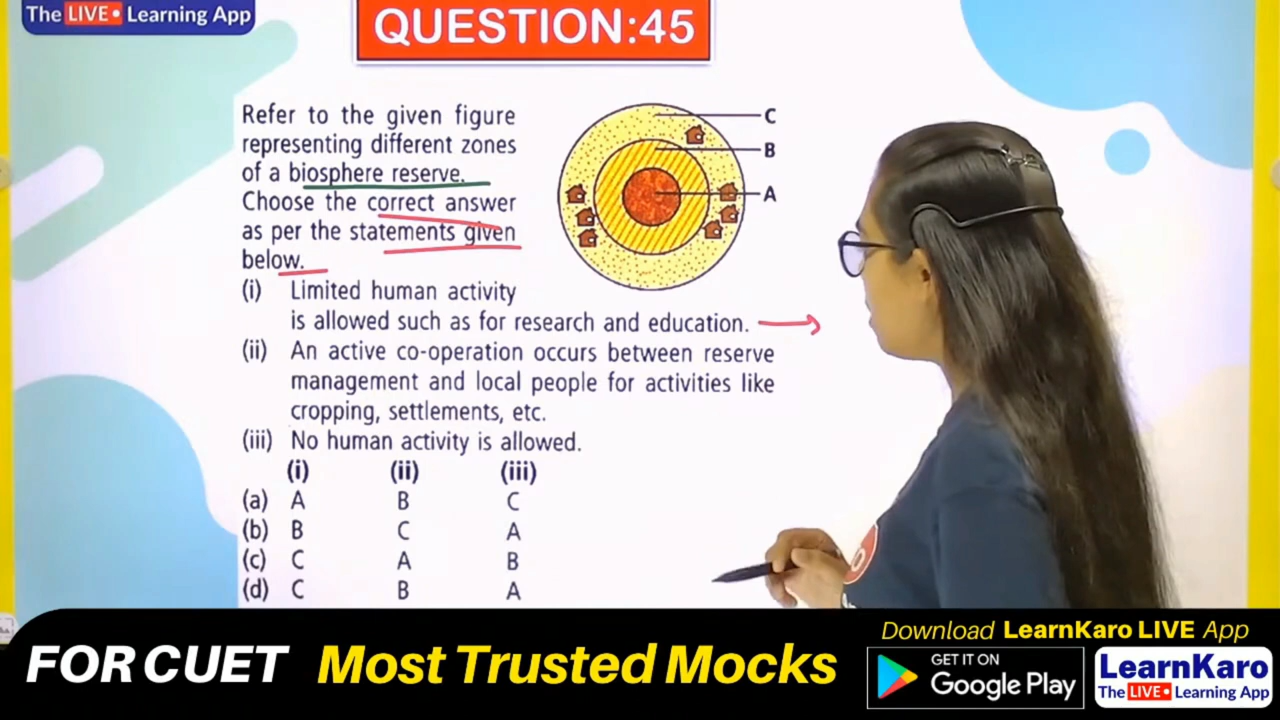 The LIVE Learning App
QUESTION:45
Refer to the given figure
representing different zones
of a biosphere reserve.
Choose the correct answer
as per the statements given
below.
C
B
A
(i) Limited human activity
is allowed such as for research and education.
(ii) An active co-operation occurs between reserve
management and local people for activities like
cropping, settlements, etc.
(iii) No human activity is allowed.
(i) (ii) (iii)
(a) A B C
(b) B C A
(c) C A B
(d) C B A
FOR CUET Most Trusted Mocks
Download LearnKaro LIVE App
GET IT ON
Google Play
LearnKaro
The LIVE Learning App